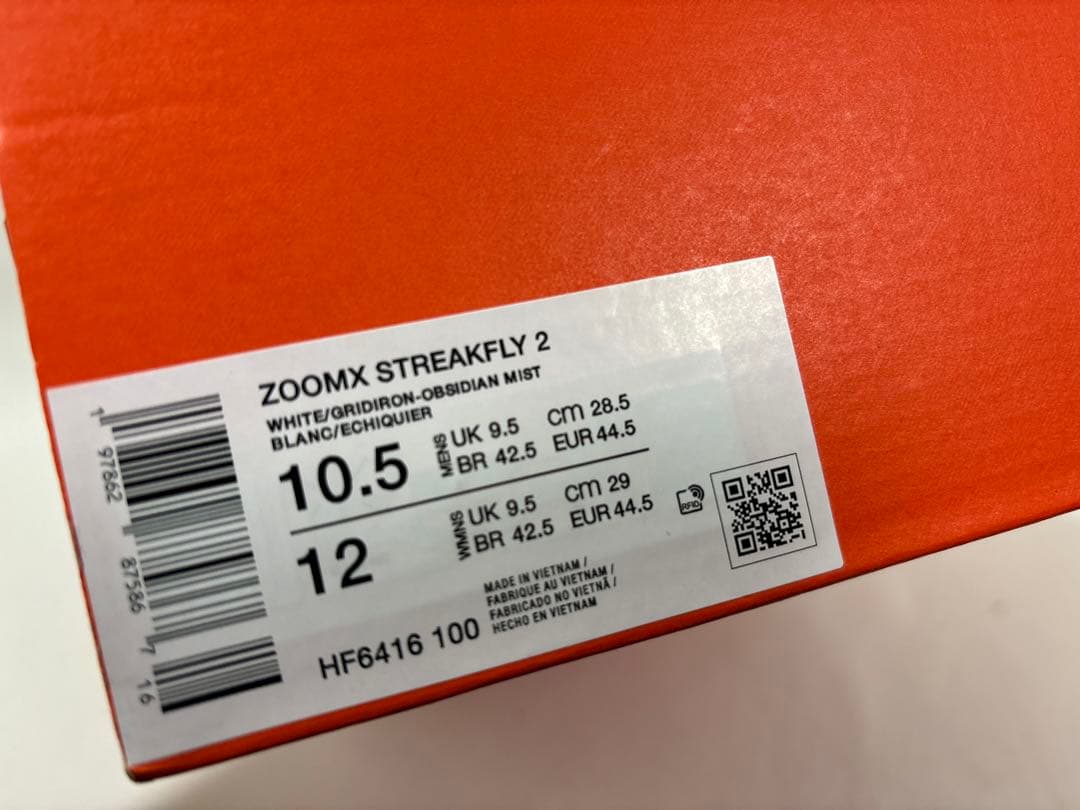 ZOOMX STREAKFLY 2
WHITE/GRIDIRON-OBSIDIAN MIST
BLANC/ECHIQUIER
10.5 MENS UK 9.5 CM 28.5
BR 42.5 EUR 44.5
12 WMNS UK 9.5 CM 29
BR 42.5 EUR 44.5
RFID
MADE IN VIETNAM /
FABRIQUE AU VIETNAM /
FABRICADO NO VIETNÃ /
HECHO EN VIETNAM
HF6416 100
1 97862 87586 7 16